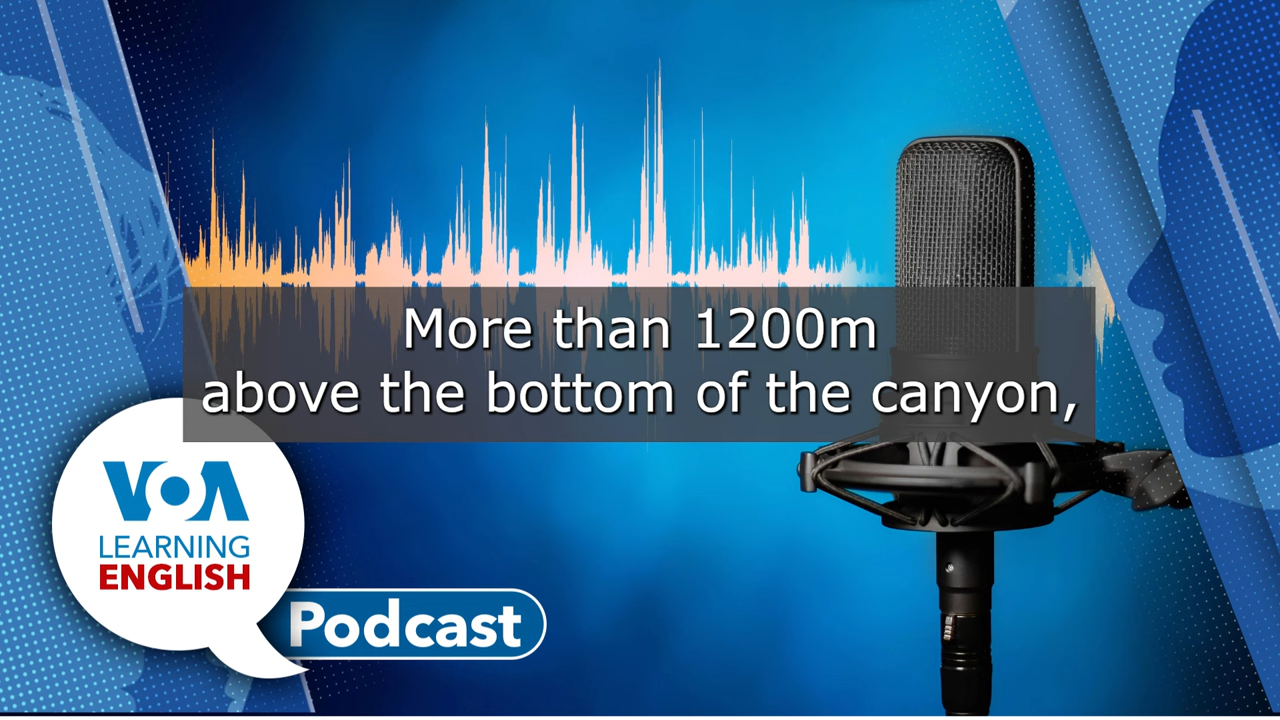 More than 1200m
above the bottom of the canyon,
VOA
LEARNING
ENGLISH
Podcast